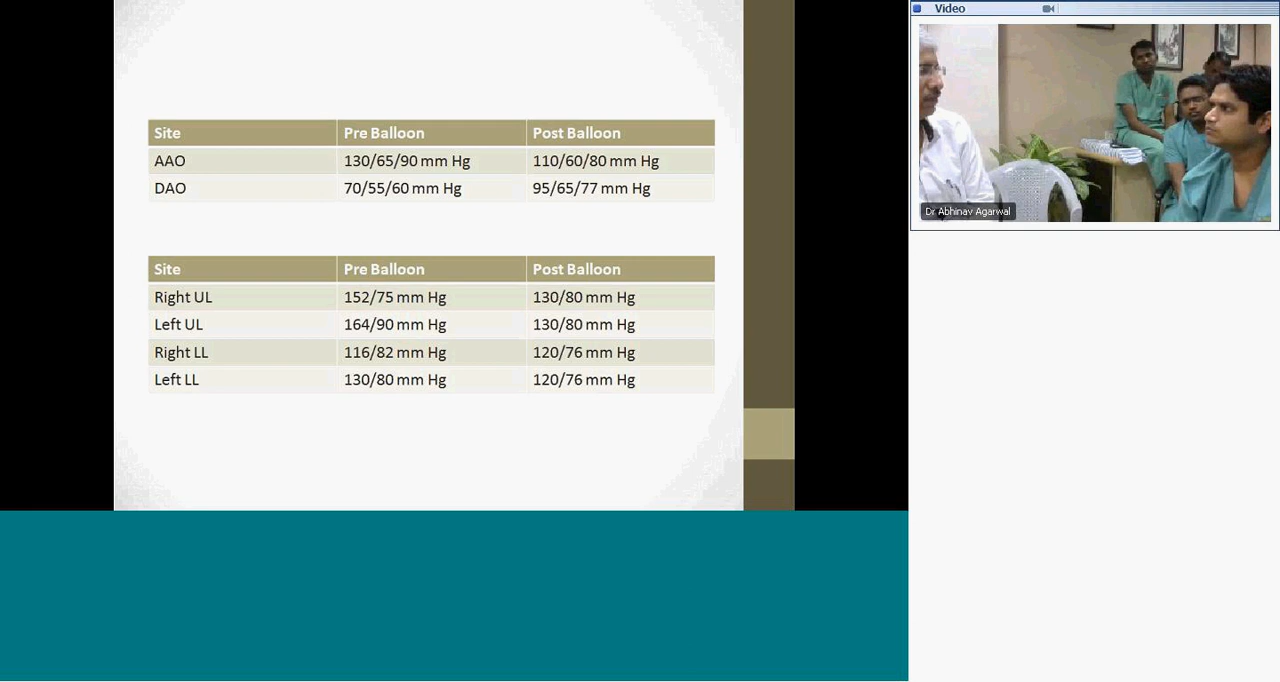 Video
Site Pre Balloon Post Balloon
AAO 130/65/90 mm Hg 110/60/80 mm Hg
DAO 70/55/60 mm Hg 95/65/77 mm Hg
Site Pre Balloon Post Balloon
Right UL 152/75 mm Hg 130/80 mm Hg
Left UL 164/90 mm Hg 130/80 mm Hg
Right LL 116/82 mm Hg 120/76 mm Hg
Left LL 130/80 mm Hg 120/76 mm Hg
Dr Abhinav Agarwal